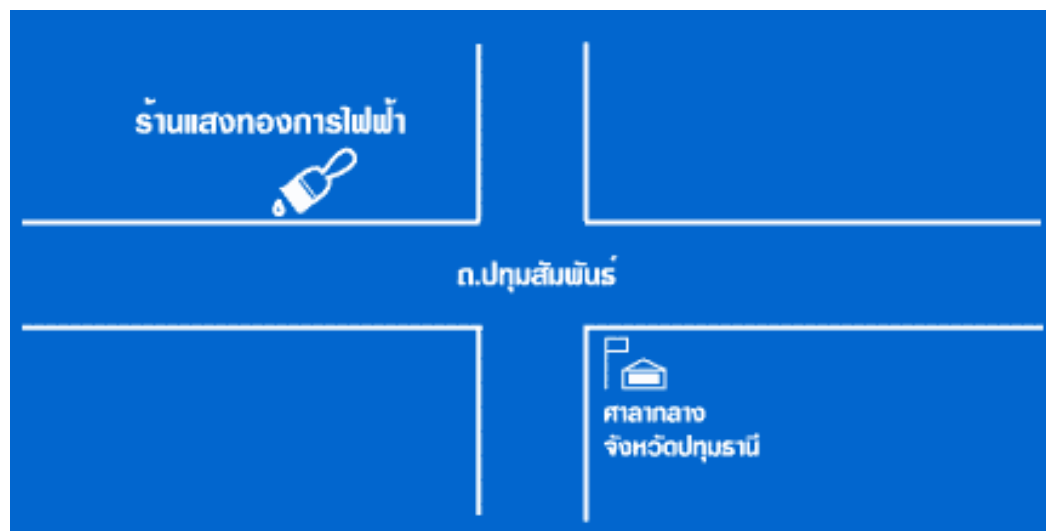 ร้านแสงทองการไฟฟ้า
ถ.ปทุมสัมพันธ์
ศาลากลาง
จังหวัดปทุมธานี